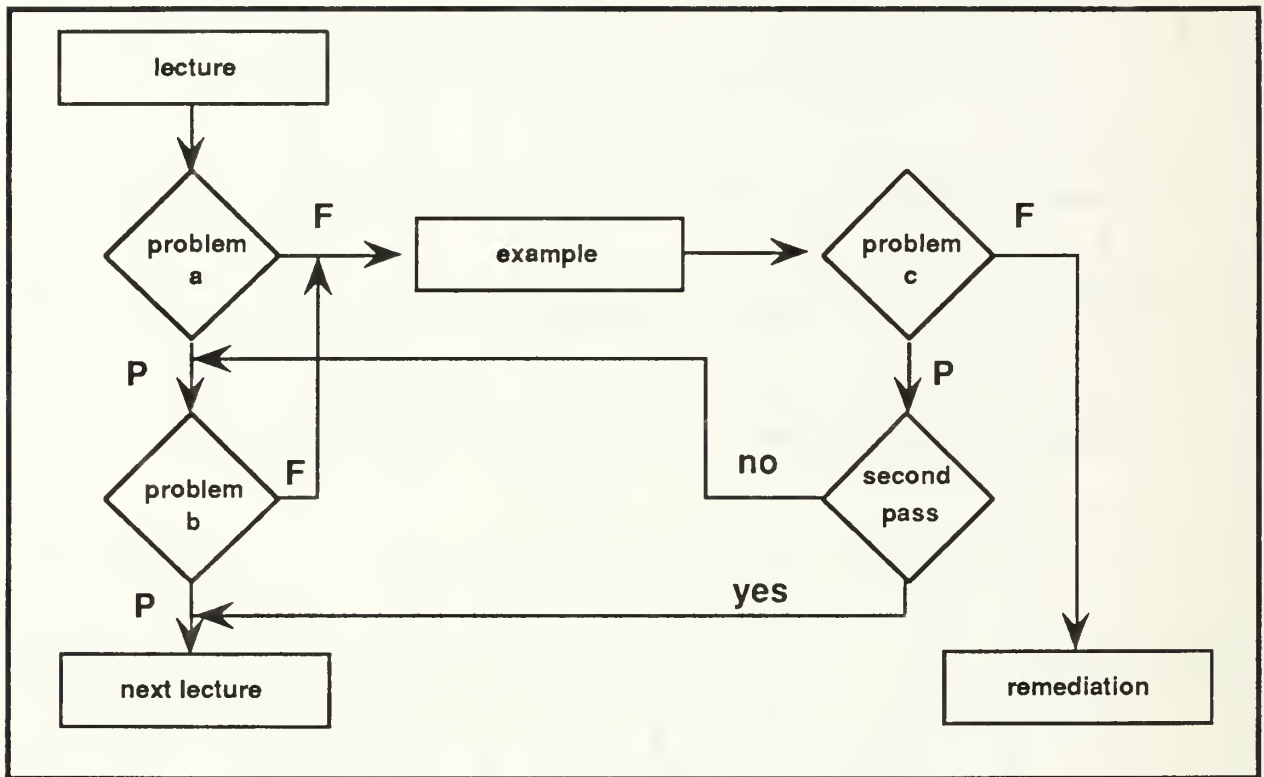 lecture
F
problem
a
example
problem
c
F
P
P
problem
b
F
no
second
pass
P
yes
next lecture
remediation